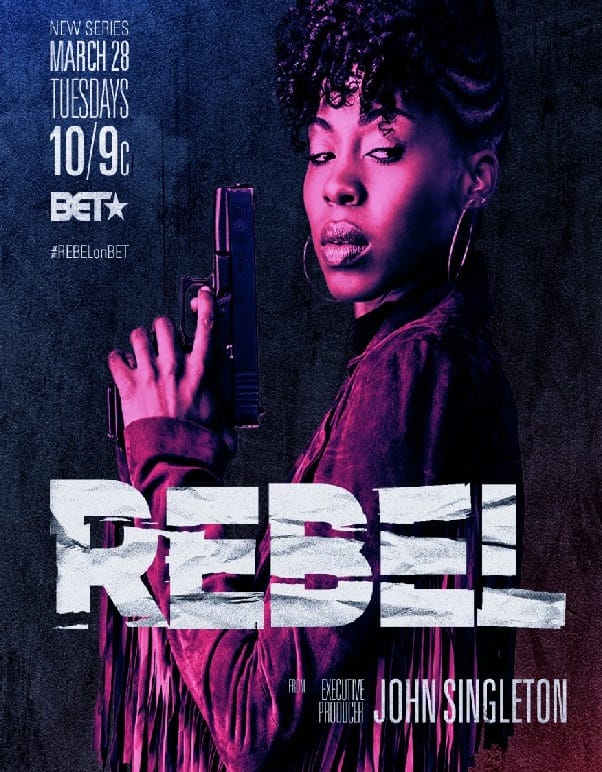 NEW SERIES
MARCH 28
TUESDAYS
10/9C
BET
#REBELonBET
REBEL
FROM EXECUTIVE PRODUCER JOHN SINGLETON